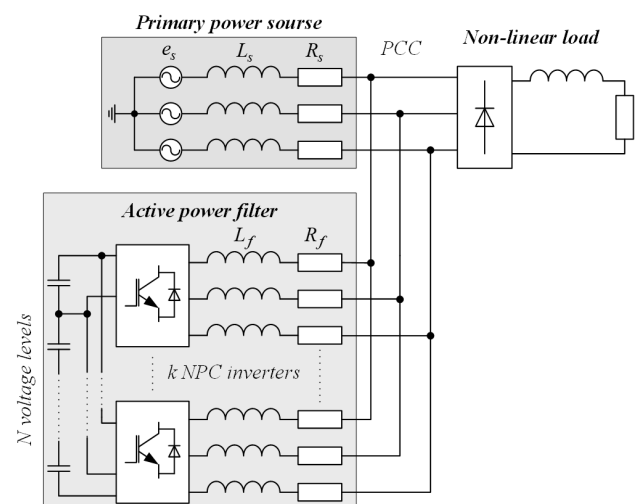 Primary power sourse
e_s L_s R_s
PCC
Non-linear load
Active power filter
L_f R_f
k NPC inverters
N voltage levels